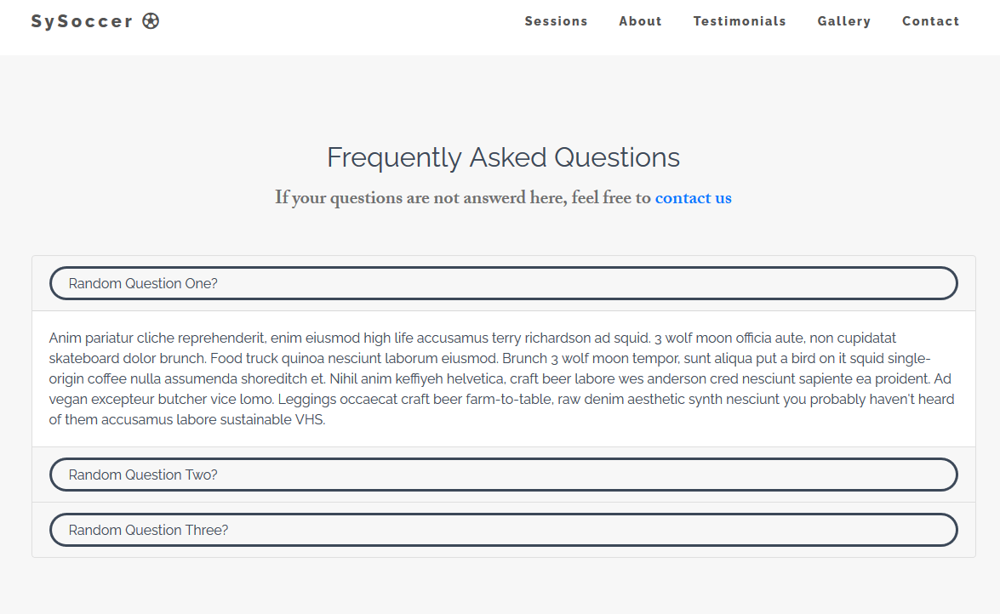 SySoccer
Sessions About Testimonials Gallery Contact
Frequently Asked Questions
If your questions are not answerd here, feel free to contact us
Random Question One?
Anim pariatur cliche reprehenderit, enim eiusmod high life accusamus terry richardson ad squid. 3 wolf moon officia aute, non cupidatat
skateboard dolor brunch. Food truck quinoa nesciunt laborum eiusmod. Brunch 3 wolf moon tempor, sunt aliqua put a bird on it squid single-
origin coffee nulla assumenda shoreditch et. Nihil anim keffiyeh helvetica, craft beer labore wes anderson cred nesciunt sapiente ea proident. Ad
vegan excepteur butcher vice lomo. Leggings occaecat craft beer farm-to-table, raw denim aesthetic synth nesciunt you probably haven't heard
of them accusamus labore sustainable VHS.
Random Question Two?
Random Question Three?